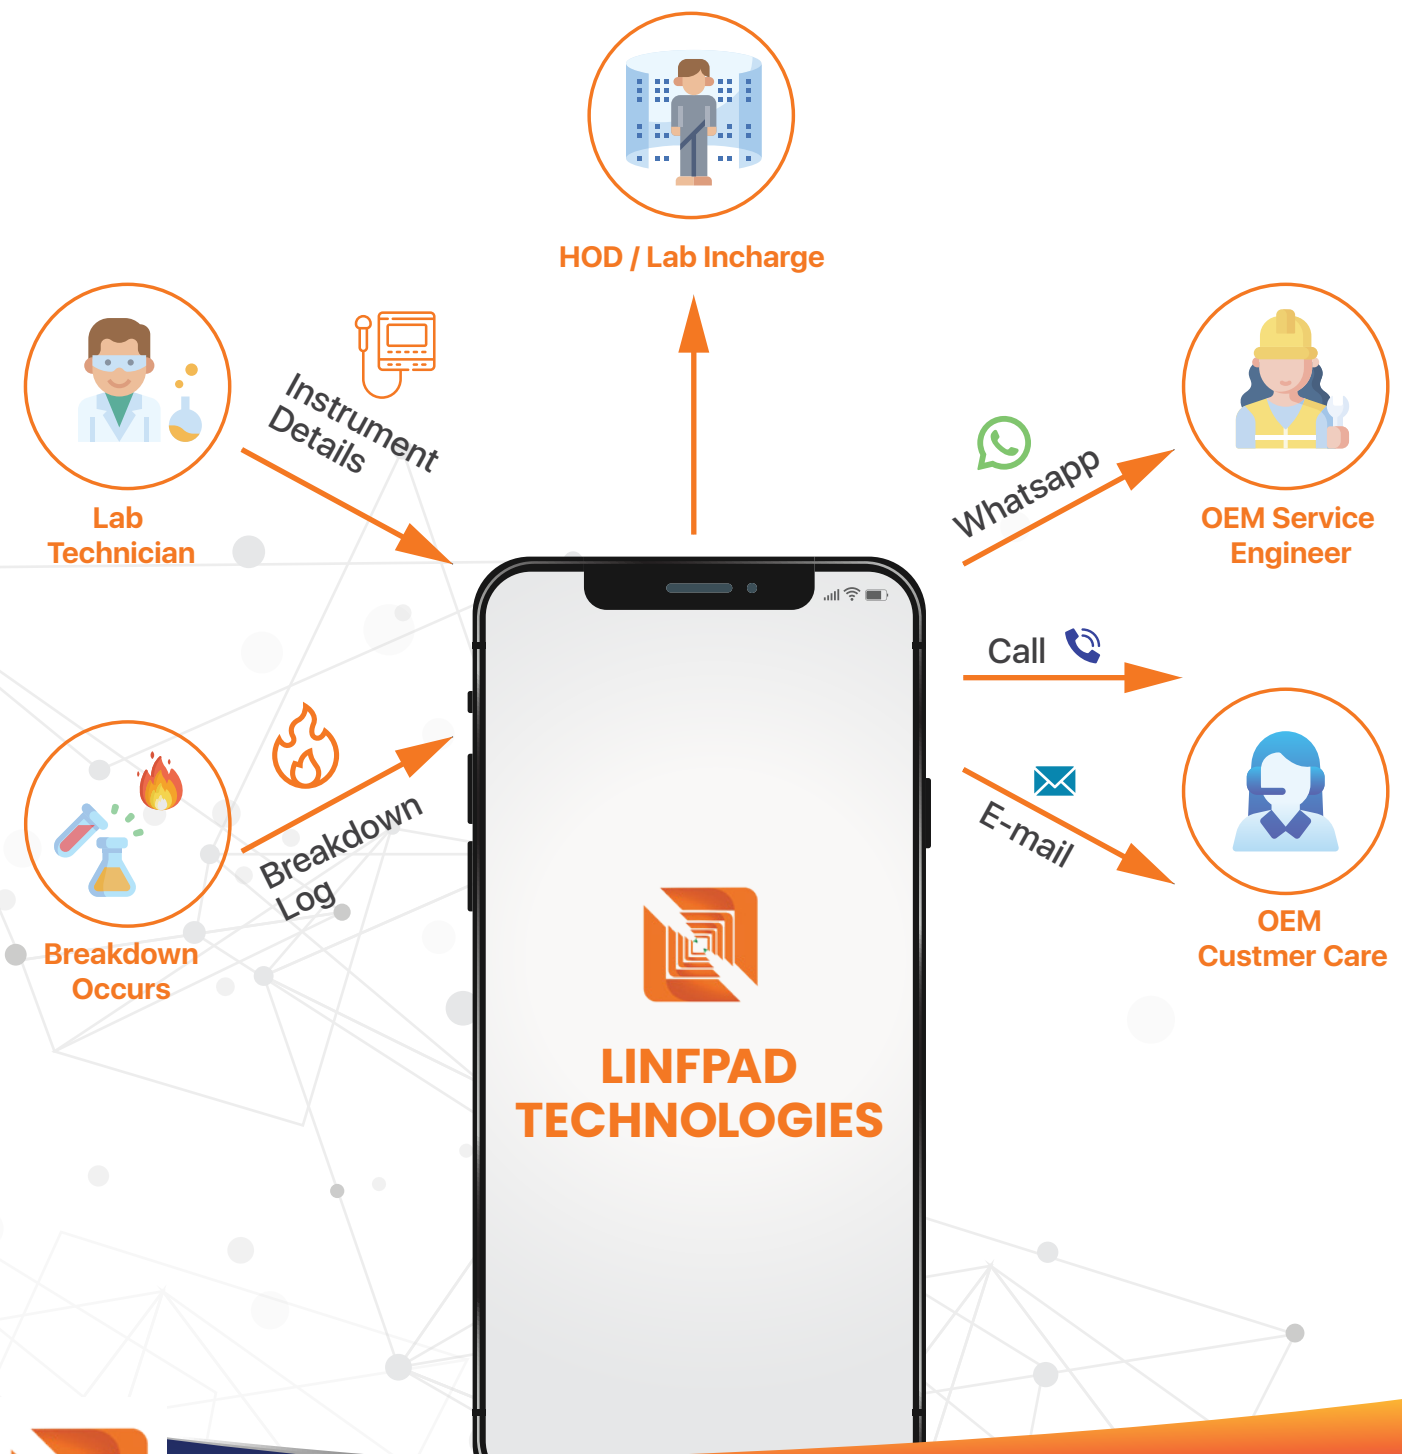 HOD / Lab Incharge
Instrument
Details
Lab
Technician
Whatsapp
OEM Service
Engineer
Call
Breakdown
Log
E-mail
Breakdown
Occurs
OEM
Custmer Care
LINFPAD
TECHNOLOGIES